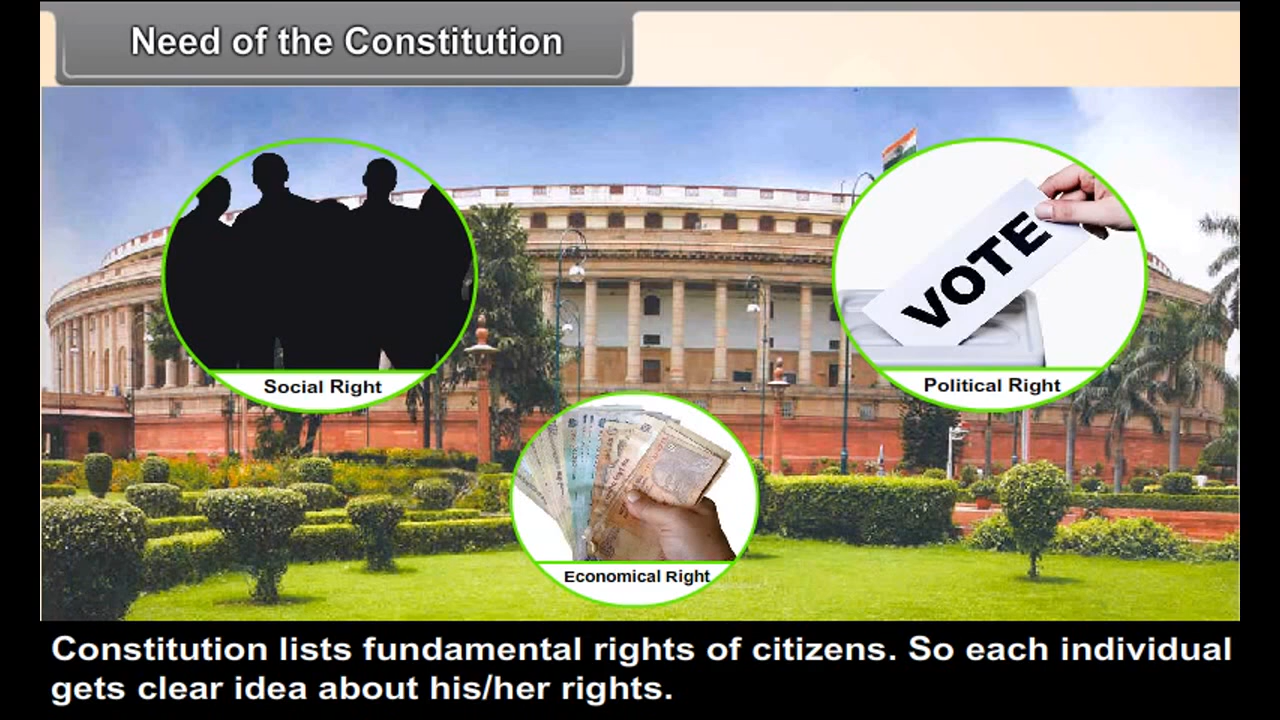 Need of the Constitution
Social Right
VOTE
Political Right
Economical Right
Constitution lists fundamental rights of citizens. So each individual
gets clear idea about his/her rights.